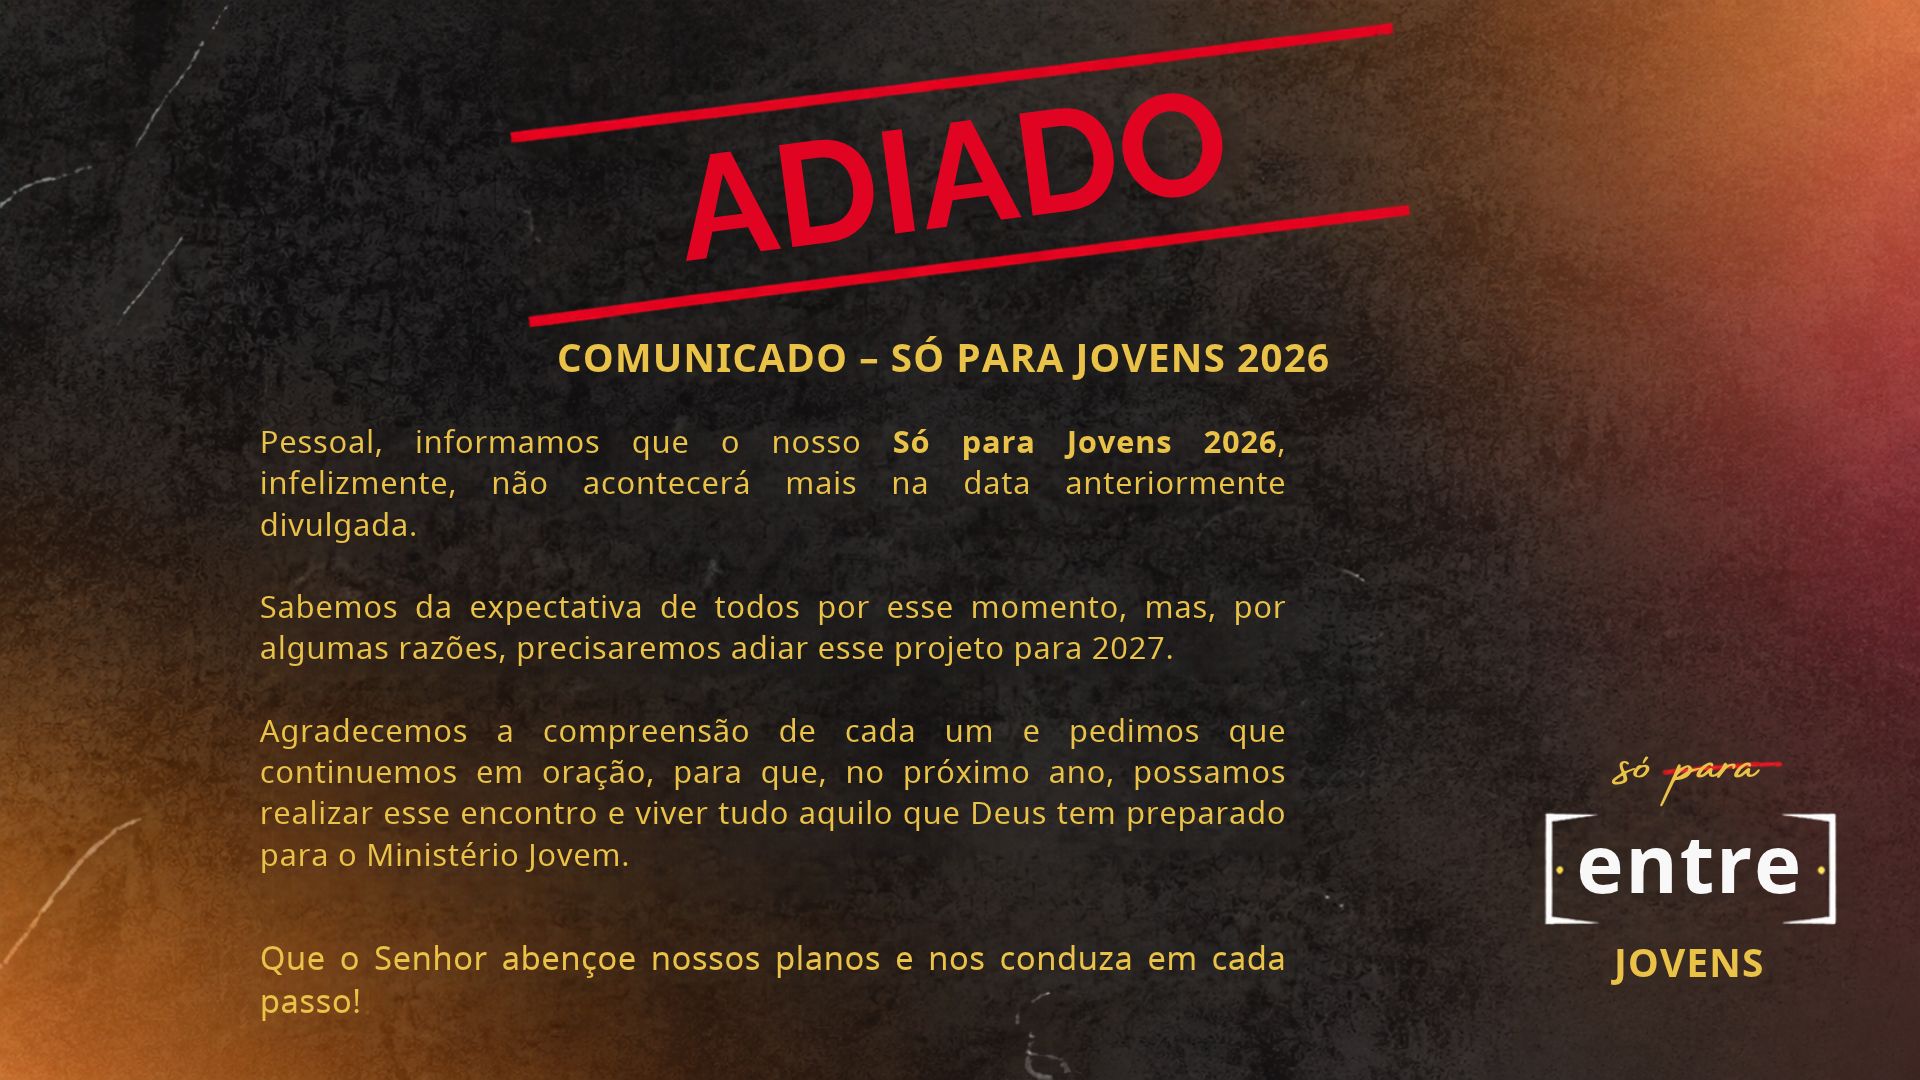 ADIADO
COMUNICADO – SÓ PARA JOVENS 2026
Pessoal, informamos que o nosso Só para Jovens 2026,
infelizmente, não acontecerá mais na data anteriormente
divulgada.
Sabemos da expectativa de todos por esse momento, mas, por
algumas razões, precisaremos adiar esse projeto para 2027.
Agradecemos a compreensão de cada um e pedimos que
continuemos em oração, para que, no próximo ano, possamos
realizar esse encontro e viver tudo aquilo que Deus tem preparado
para o Ministério Jovem.
Que o Senhor abençoe nossos planos e nos conduza em cada
passo!
só para
entre
JOVENS